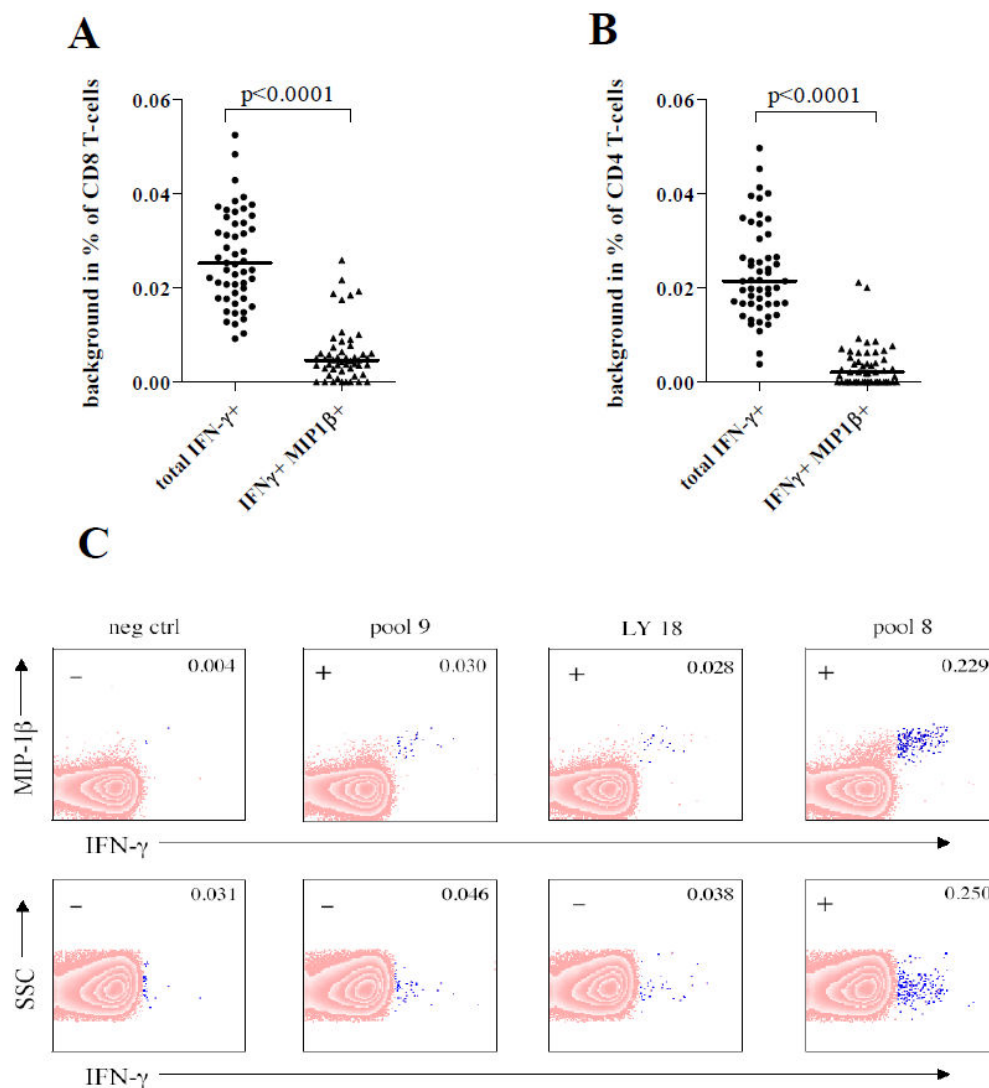 A
B
p<0.0001
p<0.0001
background in % of CD8 T-cells
0.06
0.04
0.02
0.00
total IFN-γ+
IFNγ+ MIP1β+
background in % of CD4 T-cells
0.06
0.04
0.02
0.00
total IFN-γ+
IFNγ+ MIP1β+
C
neg ctrl
pool 9
LY 18
pool 8
MIP-1β
− 0.004
+ 0.030
+ 0.028
+ 0.229
IFN-γ
SSC
− 0.031
− 0.046
− 0.038
+ 0.250
IFN-γ